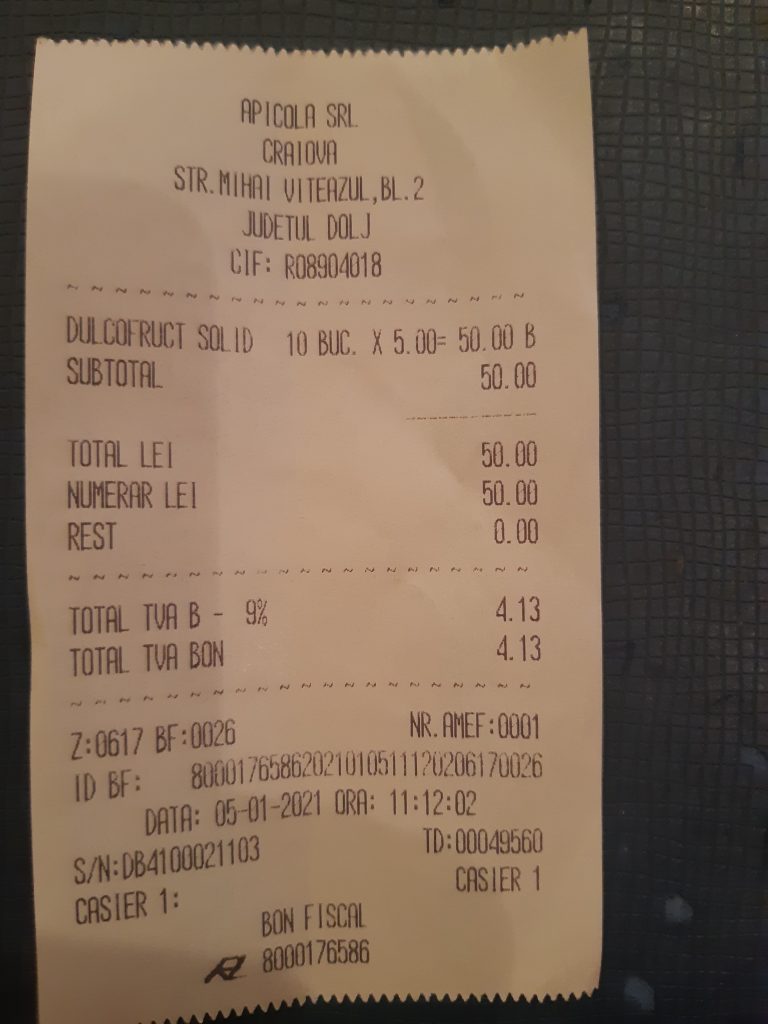 APICOLA SRL
CRAIOVA
STR.MIHAI VITEAZUL,BL.2
JUDETUL DOLJ
CIF: RO8904018
DULCOFRUCT SOLID 10 BUC. X 5.00= 50.00 B
SUBTOTAL 50.00
TOTAL LEI 50.00
NUMERAR LEI 50.00
REST 0.00
TOTAL TVA B - 9% 4.13
TOTAL TVA BON 4.13
Z:0617 BF:0026 NR.AMEF:0001
ID BF: 80001765862021010511120206170026
DATA: 05-01-2021 ORA: 11:12:02
S/N:DB4100021103 TD:00049560
CASIER 1: CASIER 1
BON FISCAL
8000176586